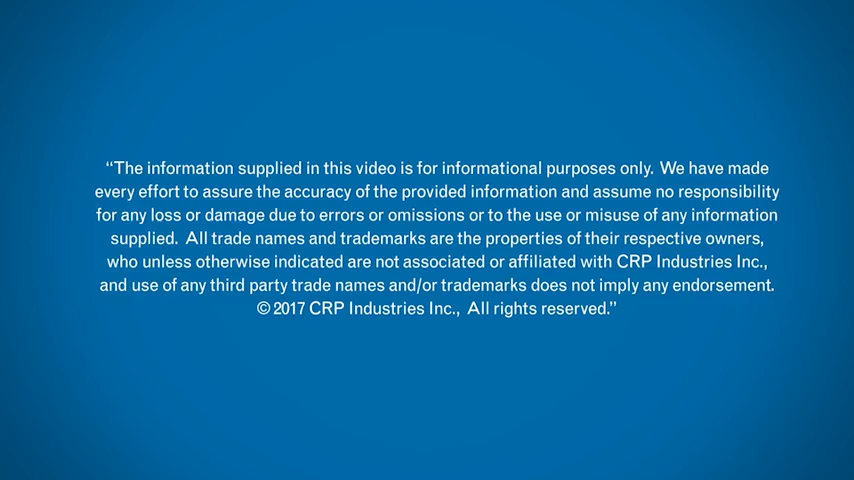 “The information supplied in this video is for informational purposes only.  We have made
every effort to assure the accuracy of the provided information and assume no responsibility
for any loss or damage due to errors or omissions or to the use or misuse of any information
supplied.  All trade names and trademarks are the properties of their respective owners,
who unless otherwise indicated are not associated or affiliated with CRP Industries Inc.,
and use of any third party trade names and/or trademarks does not imply any endorsement.
© 2017 CRP Industries Inc.,  All rights reserved.”